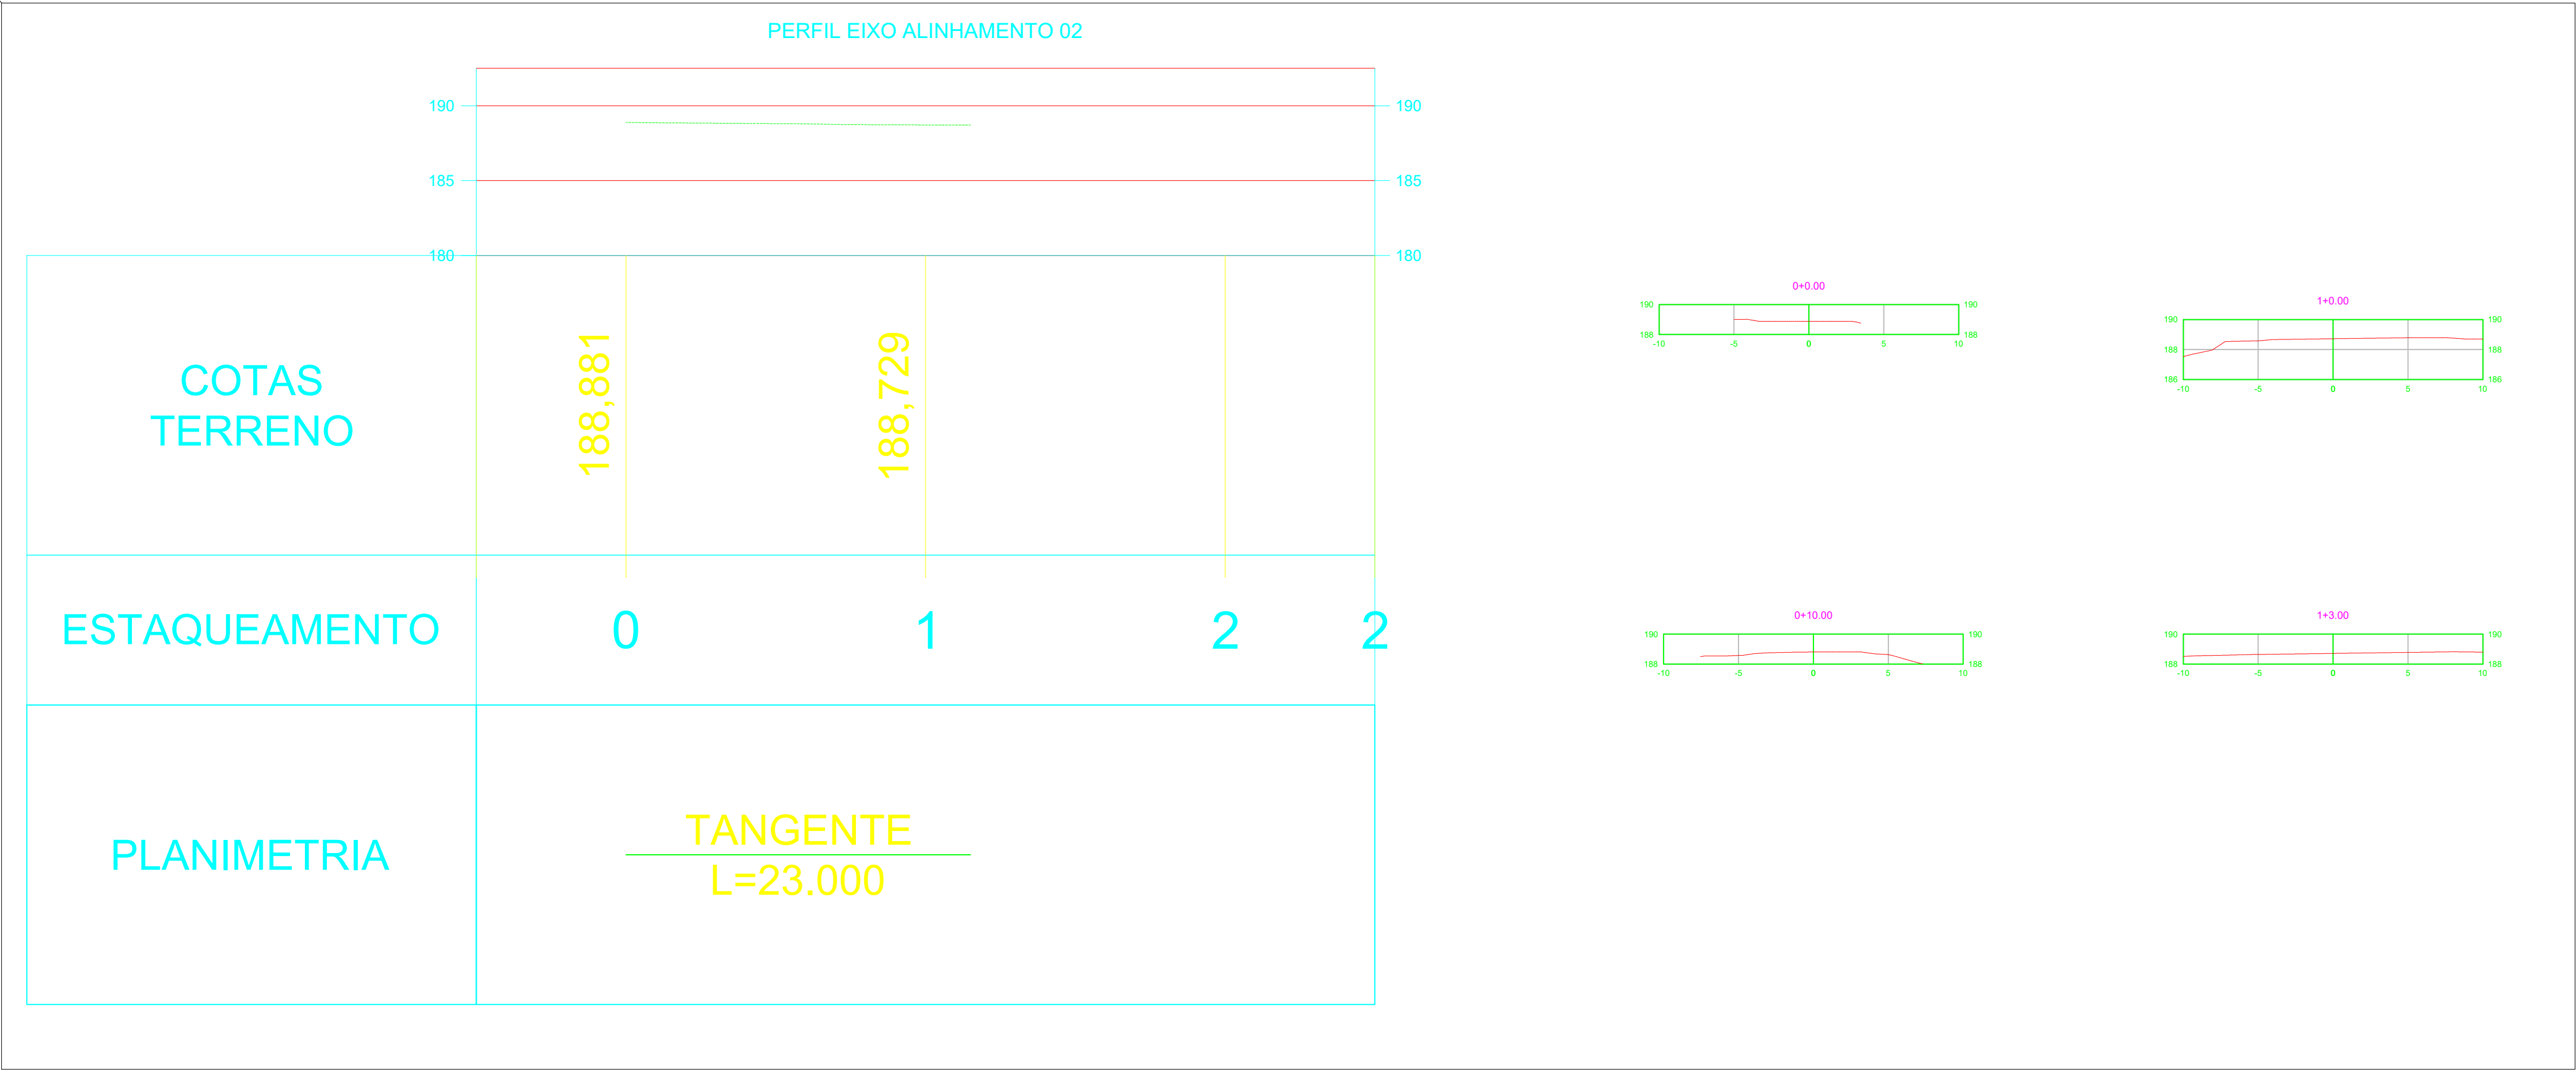 PERFIL EIXO ALINHAMENTO 02
190 190
185 185
180 180
COTAS
TERRENO
188,881
188,729
ESTAQUEAMENTO
0 1 2 2
PLANIMETRIA
TANGENTE
L=23.000
0+0.00
190 190
188 188
-10 -5 0 5 10
1+0.00
190 190
188 188
186 186
-10 -5 0 5 10
0+10.00
190 190
188 188
-10 -5 0 5 10
1+3.00
190 190
188 188
-10 -5 0 5 10